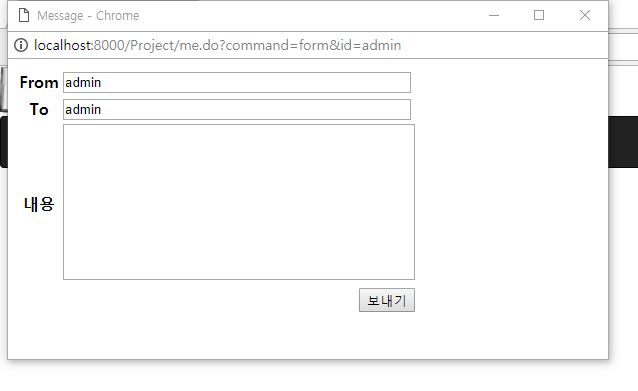 Message - Chrome
localhost:8000/Project/me.do?command=form&id=admin
From admin
To admin
내용
보내기